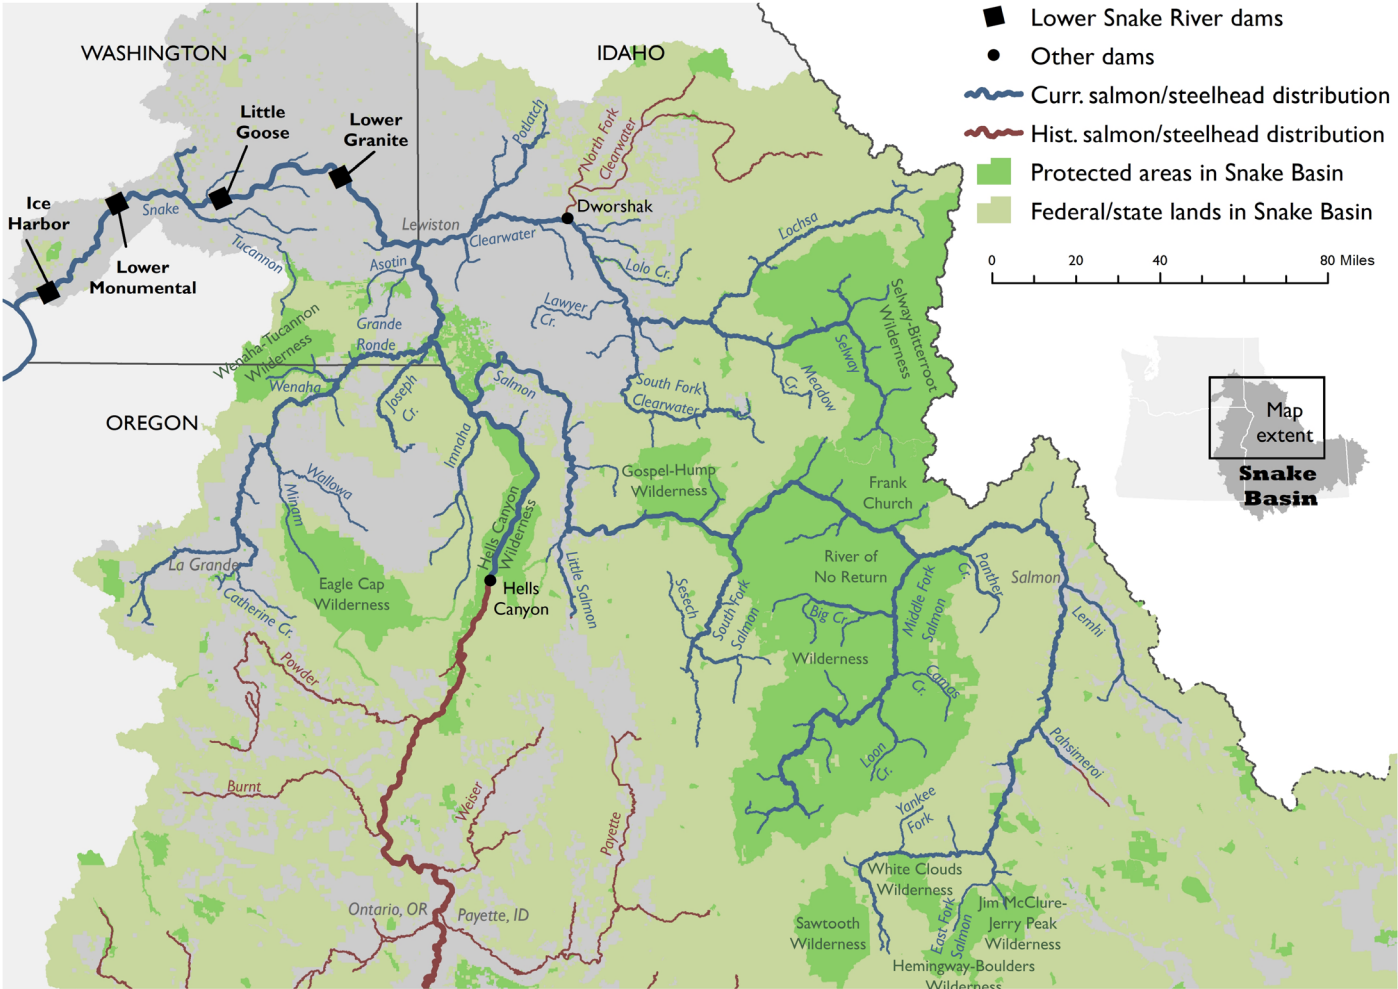 WASHINGTON
IDAHO
OREGON
Lower Snake River dams
Other dams
Curr. salmon/steelhead distribution
Hist. salmon/steelhead distribution
Protected areas in Snake Basin
Federal/state lands in Snake Basin
0 20 40 80 Miles
Map
extent
Snake
Basin
Little
Goose
Lower
Granite
Ice
Harbor
Lower
Monumental
Snake
Tucannon
Asotin
Lewiston
Clearwater
Potlatch
North Fork
Clearwater
Dworshak
Lolo Cr.
Lawyer
Cr.
Lochsa
Selway-Bitterroot
Wilderness
Selway
Meadow
Cr.
South Fork
Clearwater
Grande
Ronde
Wenaha-Tucannon
Wilderness
Wenaha
Joseph
Cr.
Imnaha
Salmon
Wallowa
Minam
Hells Canyon
Wilderness
Gospel-Hump
Wilderness
Frank
Church
River of
No Return
Wilderness
La Grande
Catherine Cr.
Eagle Cap
Wilderness
Hells
Canyon
Little Salmon
Sesech
South Fork
Salmon
Big Cr.
Middle Fork
Salmon
Panther
Cr.
Salmon
Lemhi
Camas
Cr.
Loon
Cr.
Pahsimeroi
Yankee
Fork
Powder
Burnt
Weiser
Payette
Ontario, OR
Payette, ID
White Clouds
Wilderness
Sawtooth
Wilderness
East Fork
Salmon
Jim McClure-
Jerry Peak
Wilderness
Hemingway-Boulders
Wilderness